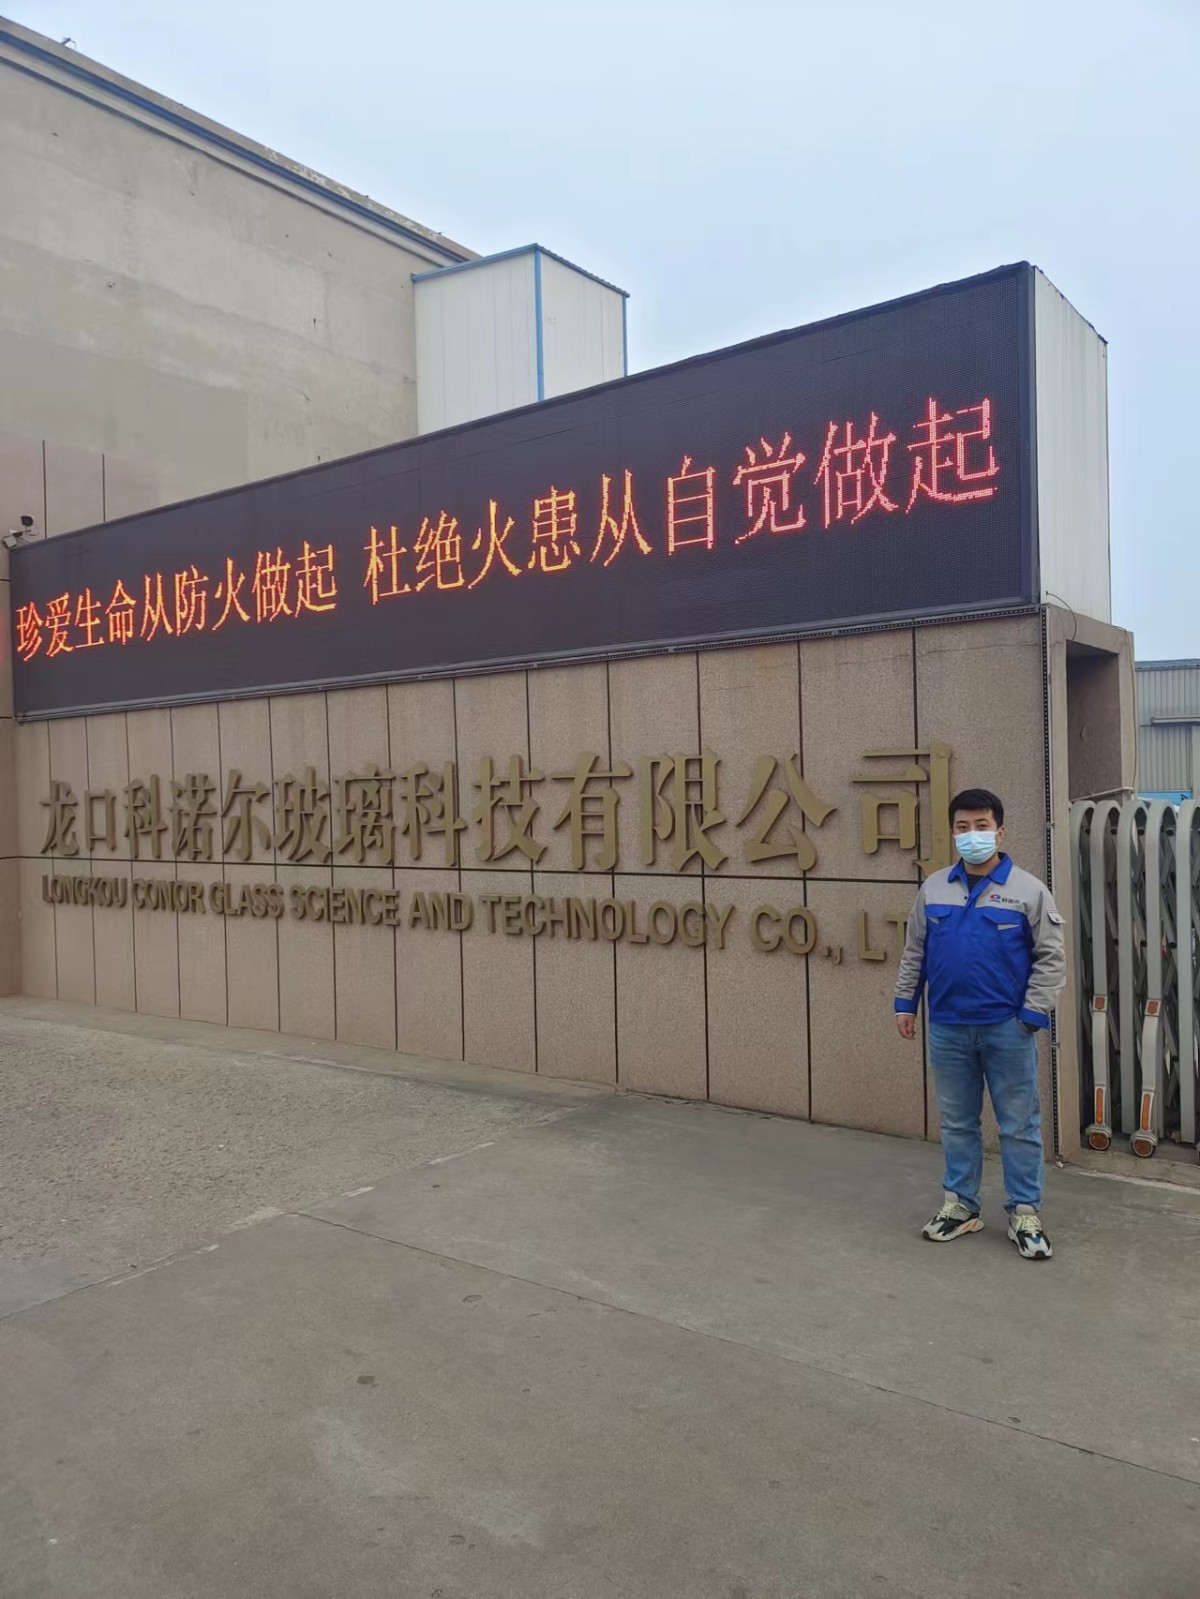 珍爱生命从防火做起 杜绝火患从自觉做起
龙口科诺尔玻璃科技有限公司
LONGKOU CONOR GLASS SCIENCE AND TECHNOLOGY CO., LT